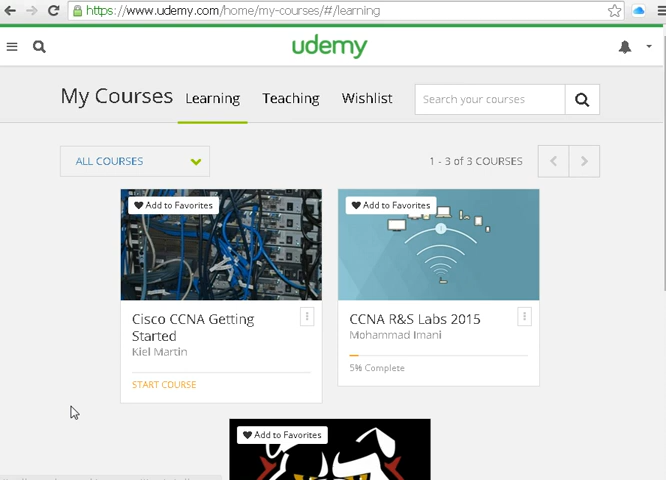 https://www.udemy.com/home/my-courses/#/learning
udemy
My Courses Learning Teaching Wishlist Search your courses
ALL COURSES 1 - 3 of 3 COURSES
Add to Favorites
Cisco CCNA Getting
Started
Kiel Martin
START COURSE
Add to Favorites
1
CCNA R&S Labs 2015
Mohammad Imani
5% Complete
Add to Favorites